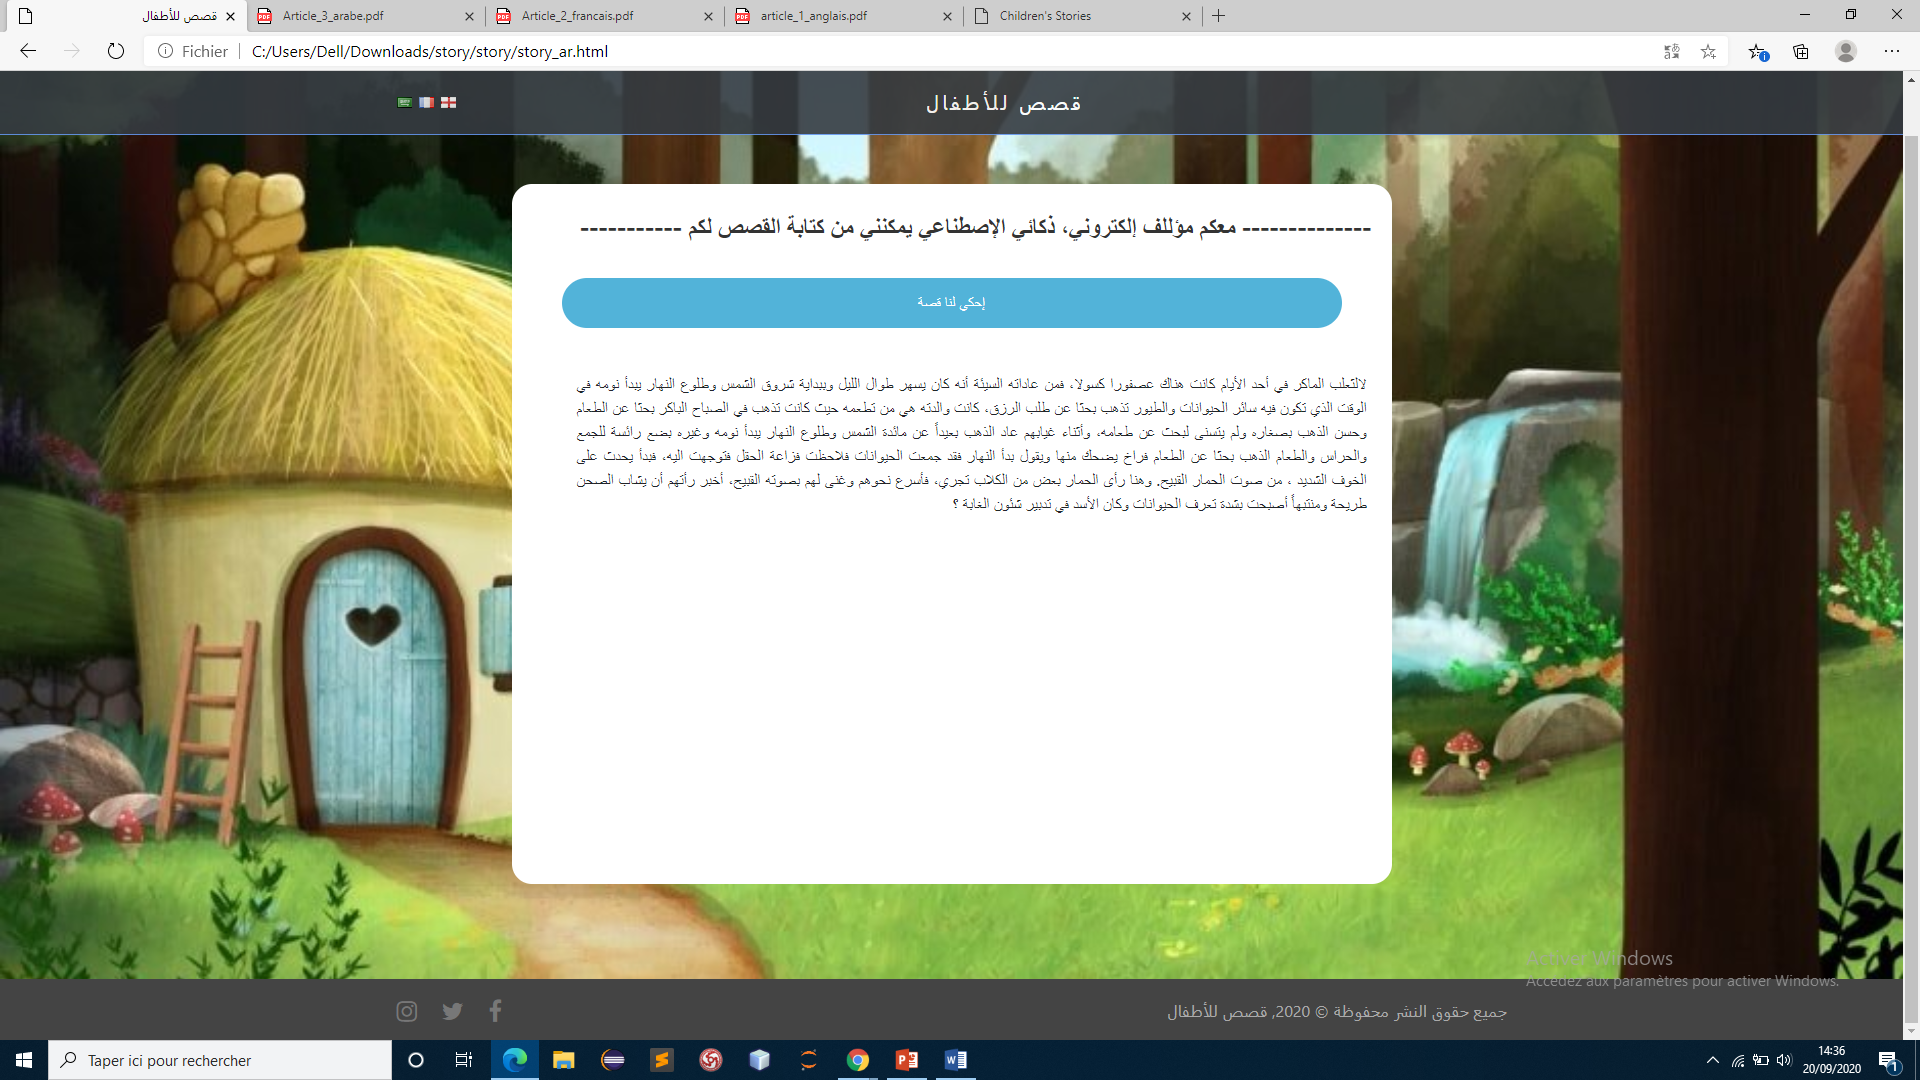 قصص للأطفال
Article_3_arabe.pdf
Article_2_francais.pdf
article_1_anglais.pdf
Children's Stories
Fichier
C:/Users/Dell/Downloads/story/story/story_ar.html
قصص للأطفال
-------------- معكم مؤللف إلكتروني، ذكائي الإصطناعي يمكنني من كتابة القصص لكم -----------
إحكي لنا قصة
لالثعلب الماكر في أحد الأيام كانت هناك عصفورا كسولا، فمن عاداته السيئة أنه كان يسهر طوال الليل وببداية شروق الشمس وطلوع النهار يبدأ نومه في
الوقت الذي تكون فيه سائر الحيوانات والطيور تذهب بحثا عن طلب الرزق، كانت والدته هي من تطعمه حيث كانت تذهب في الصباح الباكر بحثا عن الطعام
وحسن الذهب بصغاره ولم يتسنى لبحث عن طعامه، وأثناء غيابهم عاد الذهب بعيداً عن مائدة الشمس وطلوع النهار يبدأ نومه وغيره بضع رائسة للجمع
والحراس والطعام الذهب بحثا عن الطعام فراخ يضحك منها ويقول بدأ النهار فقد جمعت الحيوانات فلاحظت فزاعة الحقل فتوجهت اليه، فبدأ يحدث على
الخوف الشديد ، من صوت الحمار القبيح. وهنا رأى الحمار بعض من الكلاب تجري، فأسرع نحوهم وغنى لهم بصوته القبيح، أخبر رأتهم أن يشاب الصحن
طريحة ومنتبهاً أصبحت بشدة تعرف الحيوانات وكان الأسد في تدبير شئون الغابة ؟
Windows
Accédez aux paramètres pour activer Windows.
جميع حقوق النشر محفوظة © 2020, قصص للأطفال
Taper ici pour rechercher
14:36
20/09/2020